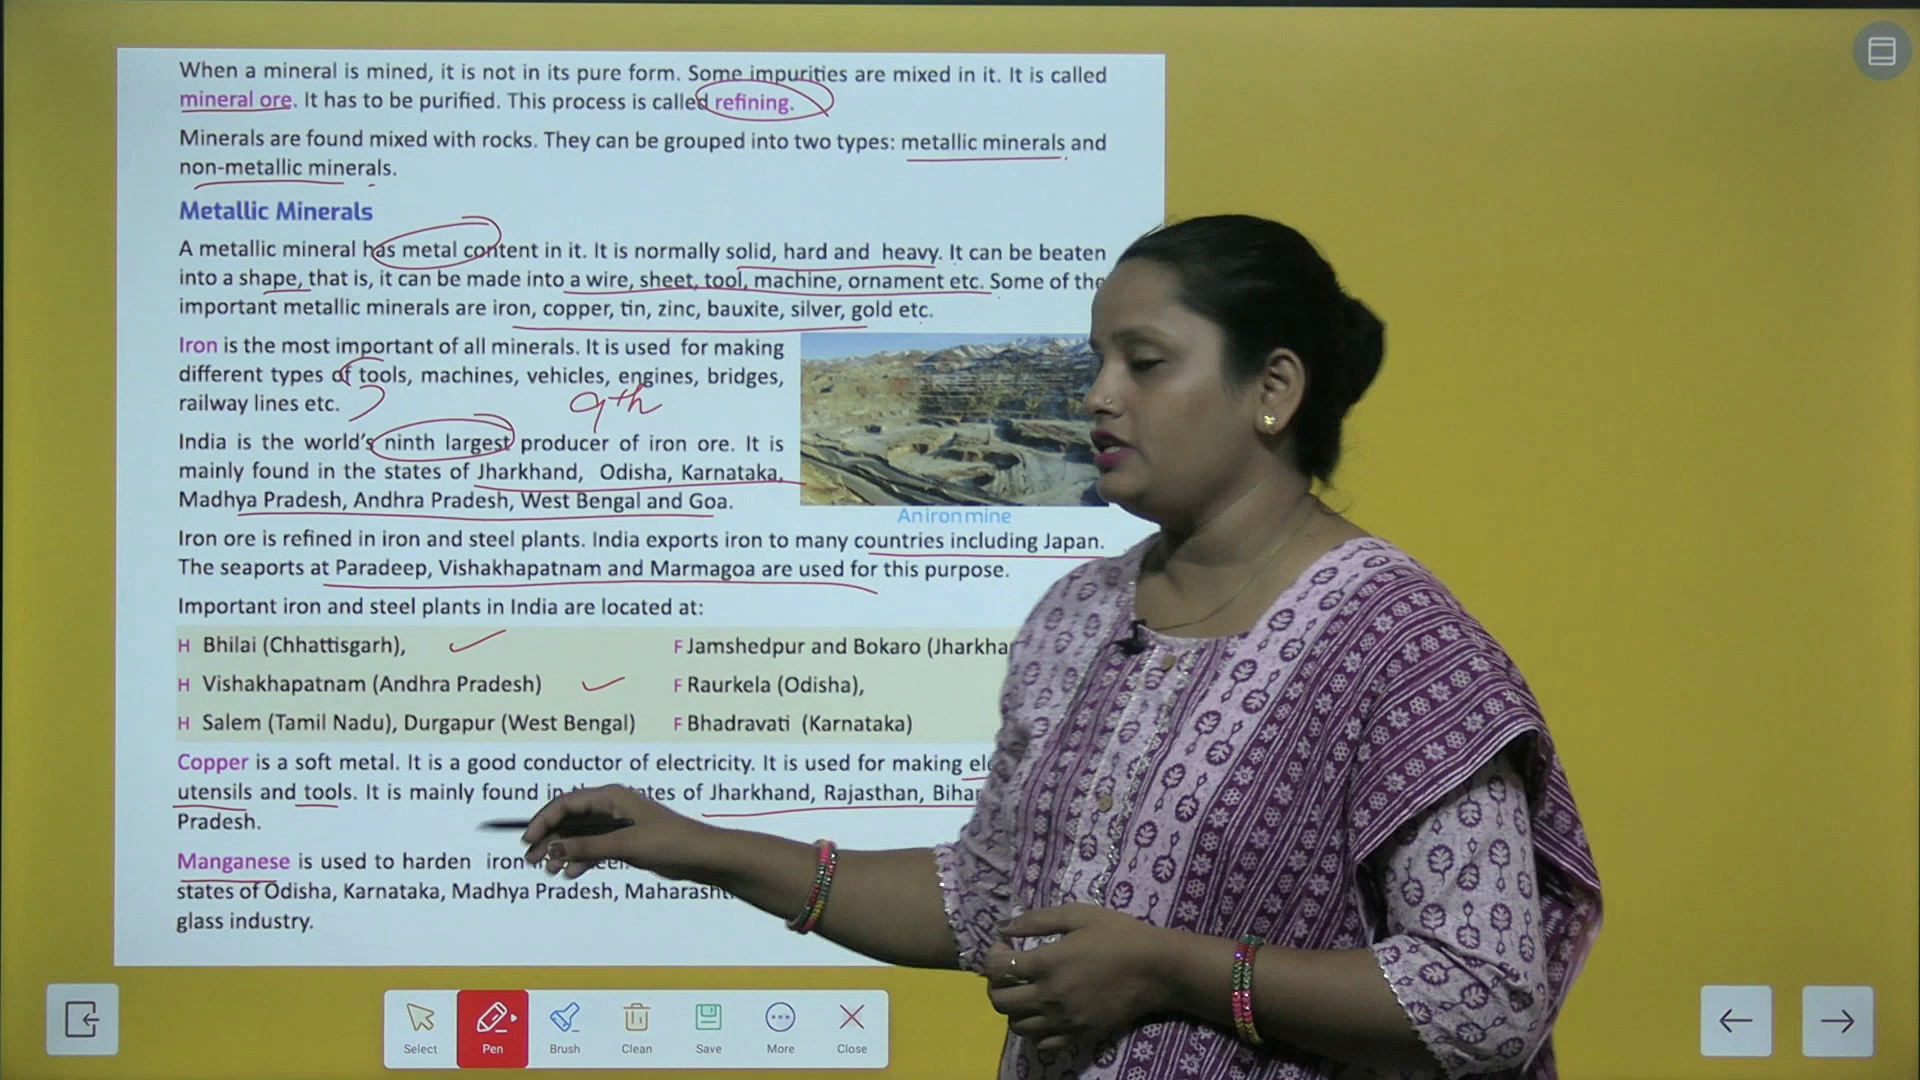 When a mineral is mined, it is not in its pure form. Some impurities are mixed in it. It is called
mineral ore. It has to be purified. This process is called refining.
Minerals are found mixed with rocks. They can be grouped into two types: metallic minerals and
non-metallic minerals.
Metallic Minerals
A metallic mineral has metal content in it. It is normally solid, hard and heavy. It can be beaten
into a shape, that is, it can be made into a wire, sheet, tool, machine, ornament etc. Some of the
important metallic minerals are iron, copper, tin, zinc, bauxite, silver, gold etc.
Iron is the most important of all minerals. It is used for making
different types of tools, machines, vehicles, engines, bridges,
railway lines etc.
9th
India is the world's ninth largest producer of iron ore. It is
mainly found in the states of Jharkhand, Odisha, Karnataka,
Madhya Pradesh, Andhra Pradesh, West Bengal and Goa.
An iron mine
Iron ore is refined in iron and steel plants. India exports iron to many countries including Japan.
The seaports at Paradeep, Vishakhapatnam and Marmagoa are used for this purpose.
Important iron and steel plants in India are located at:
H Bhilai (Chhattisgarh),
F Jamshedpur and Bokaro
H Vishakhapatnam (Andhra Pradesh)
F Raurkela (Odisha),
H Salem (Tamil Nadu), Durgapur (West Bengal)
F Bhadravati (Karnataka)
Copper is a soft metal. It is a good conductor of electricity. It is used for making
utensils and tools. It is mainly found in of Jharkhand, Rajasthan,
Pradesh.
Manganese is used to harden iron
states of Odisha, Karnataka, Madhya Pradesh,
glass industry.
Select Pen Brush Clean Save More Close